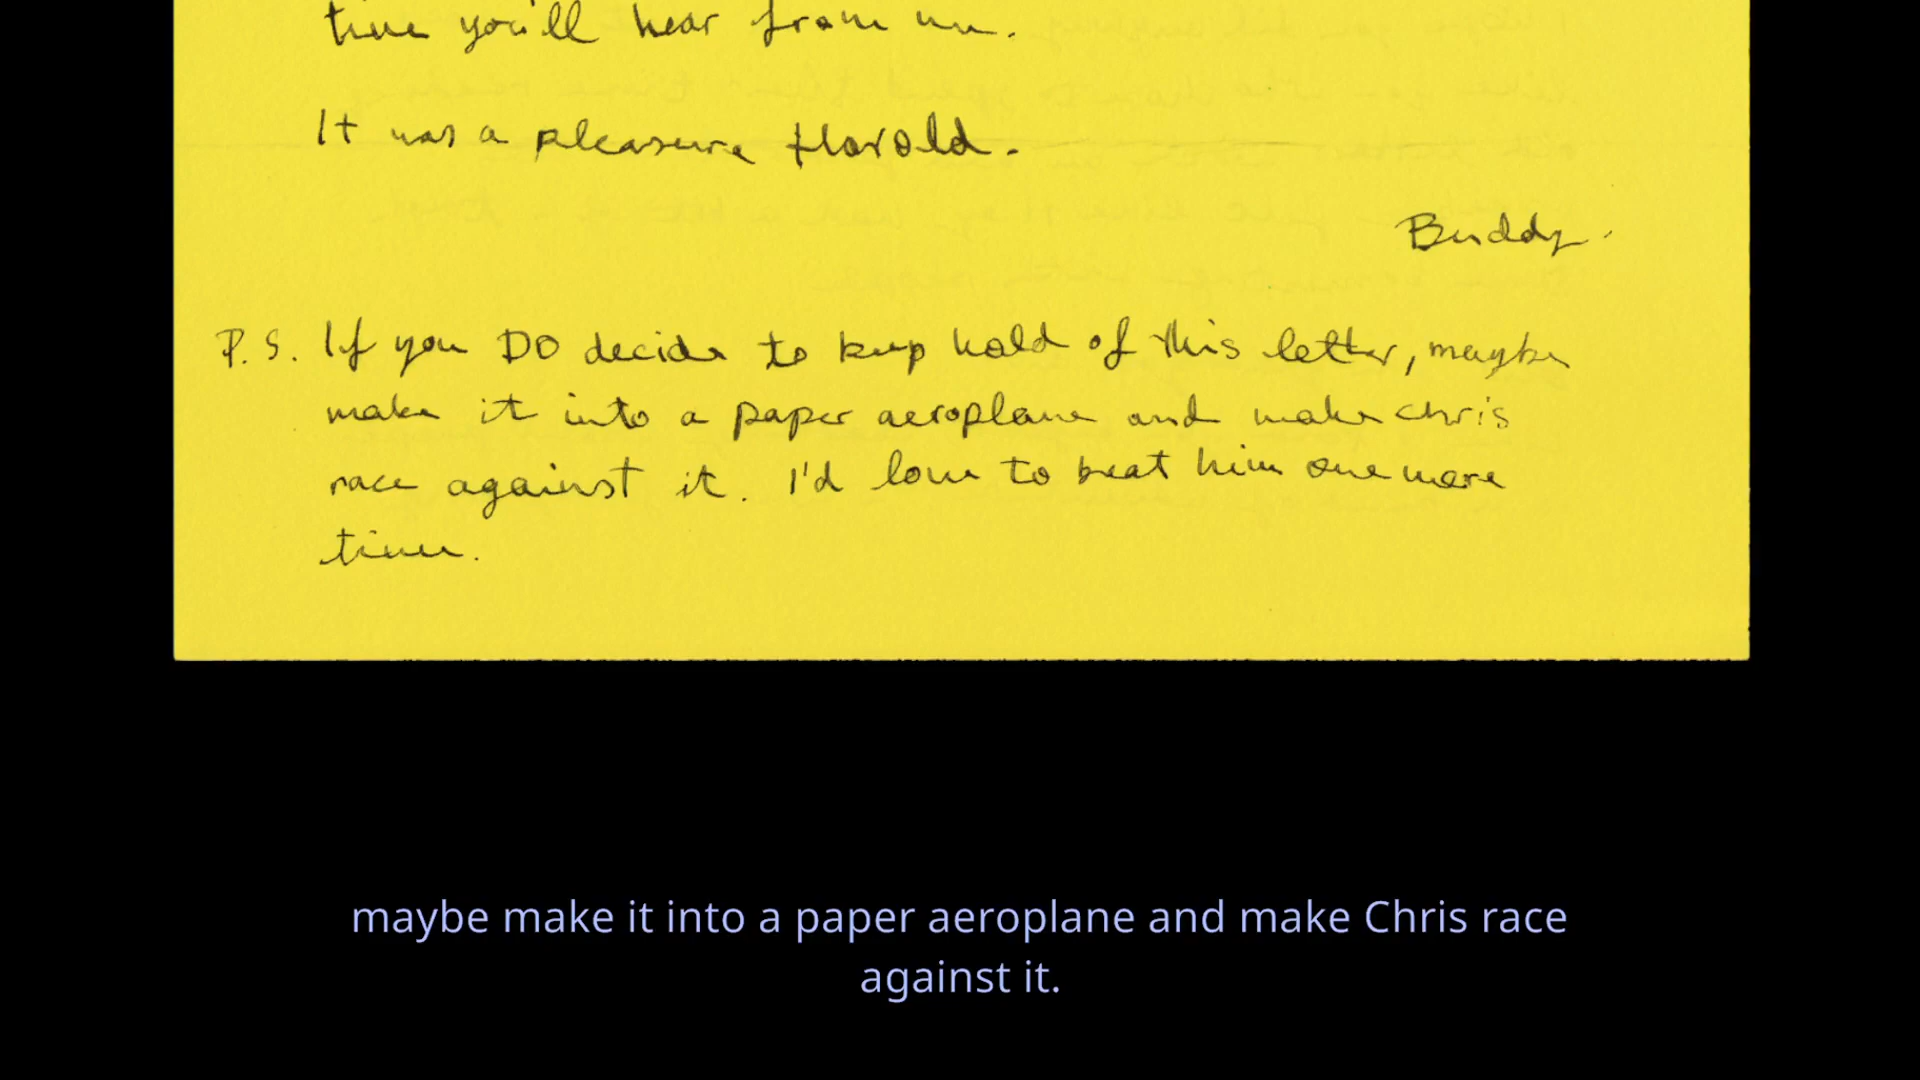 time you'll hear from me.
It was a pleasure Harold.
Buddy.
P.S. If you DO decide to keep hold of this letter, maybe
make it into a paper aeroplane and make Chris
race against it. I'd love to beat him one more
time.
maybe make it into a paper aeroplane and make Chris race
against it.